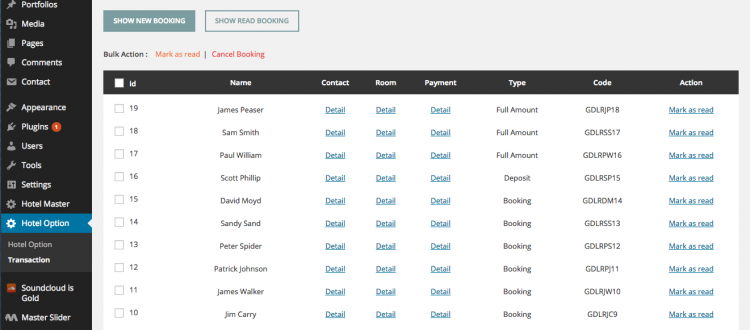 Portfolios
Media
Pages
Comments
Contact
Appearance
Plugins 1
Users
Tools
Settings
Hotel Master
Hotel Option
Hotel Option
Transaction
Soundcloud is
Gold
Master Slider
SHOW NEW BOOKING SHOW READ BOOKING
Bulk Action : Mark as read | Cancel Booking
Id Name Contact Room Payment Type Code Action
19 James Peaser Detail Detail Detail Full Amount GDLRJP18 Mark as read
18 Sam Smith Detail Detail Detail Full Amount GDLRSS17 Mark as read
17 Paul William Detail Detail Detail Full Amount GDLRPW16 Mark as read
16 Scott Phillip Detail Detail Detail Deposit GDLRSP15 Mark as read
15 David Moyd Detail Detail Detail Booking GDLRDM14 Mark as read
14 Sandy Sand Detail Detail Detail Booking GDLRSS13 Mark as read
13 Peter Spider Detail Detail Detail Booking GDLRPS12 Mark as read
12 Patrick Johnson Detail Detail Detail Booking GDLRPJ11 Mark as read
11 James Walker Detail Detail Detail Booking GDLRJW10 Mark as read
10 Jim Carry Detail Detail Detail Booking GDLRJC9 Mark as read